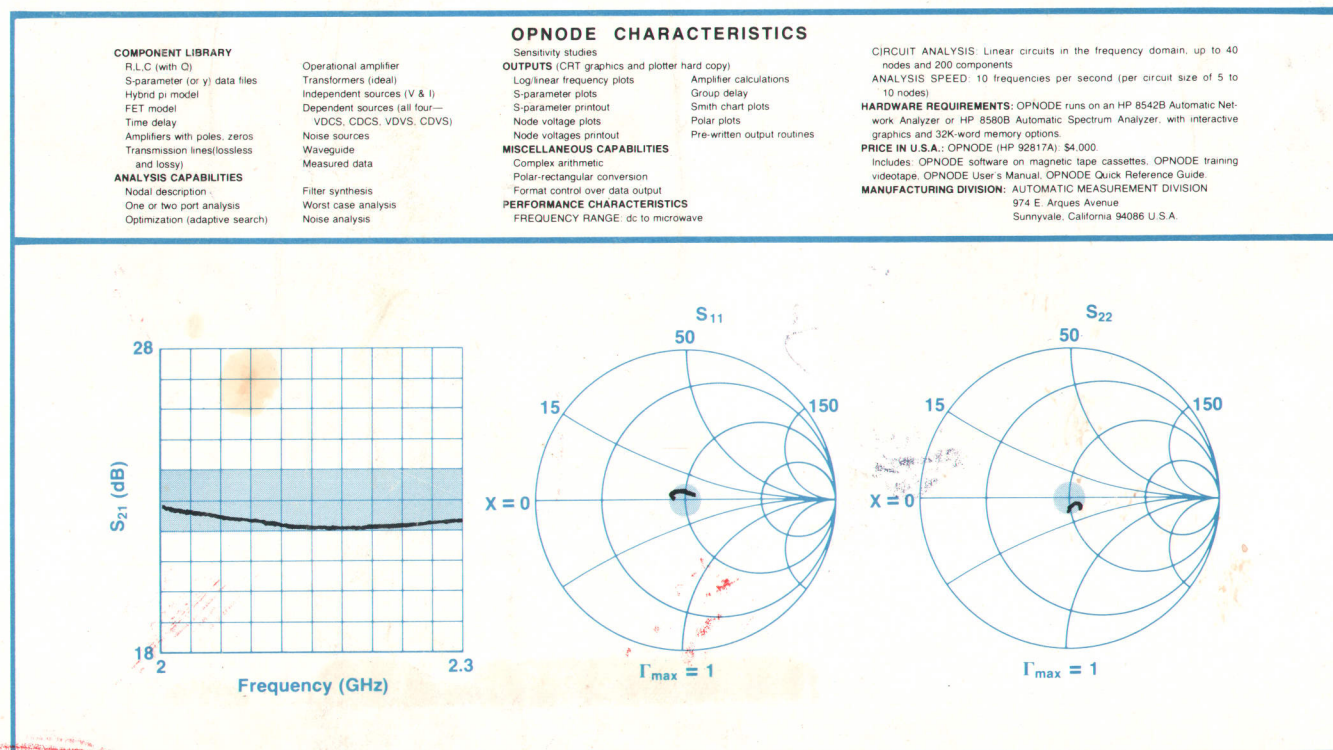 OPNODE CHARACTERISTICS
COMPONENT LIBRARY
R,L,C (with Q)
S-parameter (or y) data files
Hybrid pi model
FET model
Time delay
Amplifiers with poles, zeros
Transmission lines(lossless
and lossy)
ANALYSIS CAPABILITIES
Nodal description
One or two port analysis
Optimization (adaptive search)
Operational amplifier
Transformers (ideal)
Independent sources (V & I)
Dependent sources (all four—
VDCS, CDCS, VDVS, CDVS)
Noise sources
Waveguide
Measured data
Filter synthesis
Worst case analysis
Noise analysis
Sensitivity studies
OUTPUTS (CRT graphics and plotter hard copy)
Log/linear frequency plots
S-parameter plots
S-parameter printout
Node voltage plots
Node voltages printout
Amplifier calculations
Group delay
Smith chart plots
Polar plots
Pre-written output routines
MISCELLANEOUS CAPABILITIES
Complex arithmetic
Polar-rectangular conversion
Format control over data output
PERFORMANCE CHARACTERISTICS
FREQUENCY RANGE: dc to microwave
CIRCUIT ANALYSIS: Linear circuits in the frequency domain, up to 40
nodes and 200 components
ANALYSIS SPEED: 10 frequencies per second (per circuit size of 5 to
10 nodes)
HARDWARE REQUIREMENTS: OPNODE runs on an HP 8542B Automatic Net-
work Analyzer or HP 8580B Automatic Spectrum Analyzer, with interactive
graphics and 32K-word memory options.
PRICE IN U.S.A.: OPNODE (HP 92817A): $4,000.
Includes: OPNODE software on magnetic tape cassettes, OPNODE training
videotape, OPNODE User's Manual, OPNODE Quick Reference Guide.
MANUFACTURING DIVISION: AUTOMATIC MEASUREMENT DIVISION
974 E. Arques Avenue
Sunnyvale, California 94086 U.S.A.
28
S21 (dB)
18
2
2.3
Frequency (GHz)
S11
50
15
150
X = 0
Γmax = 1
S22
50
15
150
X = 0
Γmax = 1